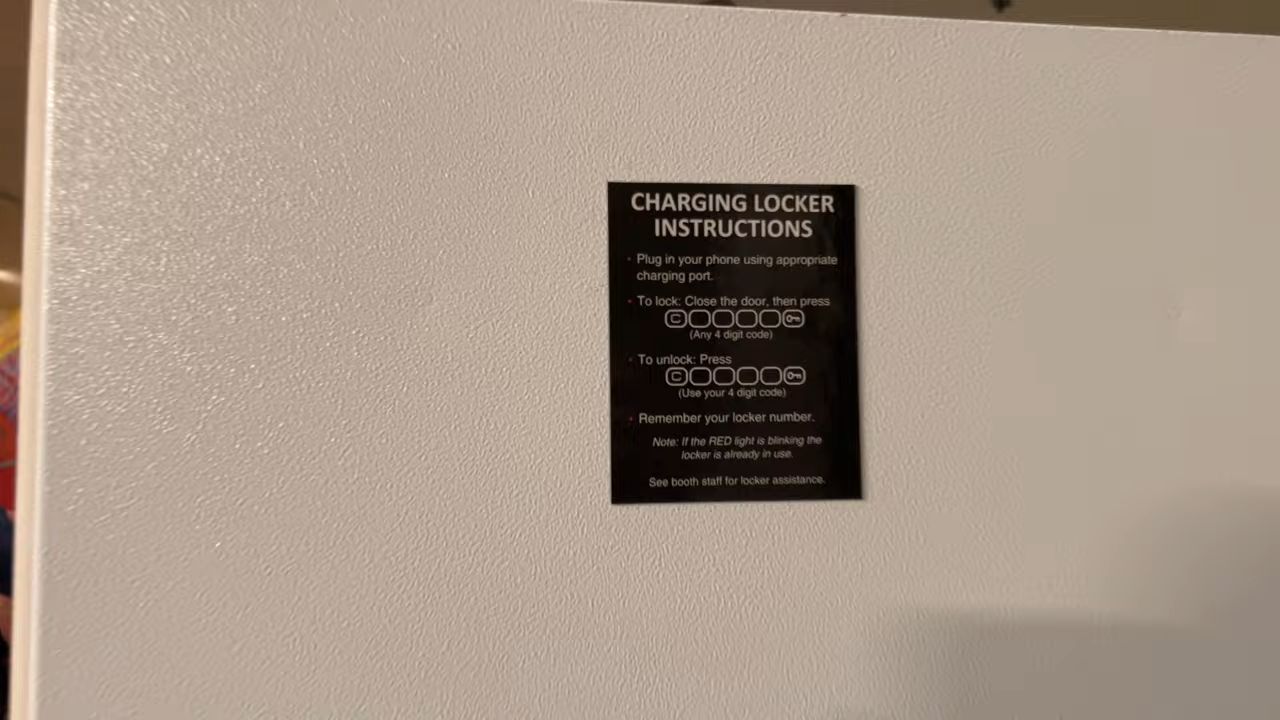 CHARGING LOCKER
INSTRUCTIONS
• Plug in your phone using appropriate
charging port.
• To lock: Close the door, then press
C
(Any 4 digit code)
• To unlock: Press
C
(Use your 4 digit code)
• Remember your locker number.
Note: If the RED light is blinking the
locker is already in use.
See booth staff for locker assistance.